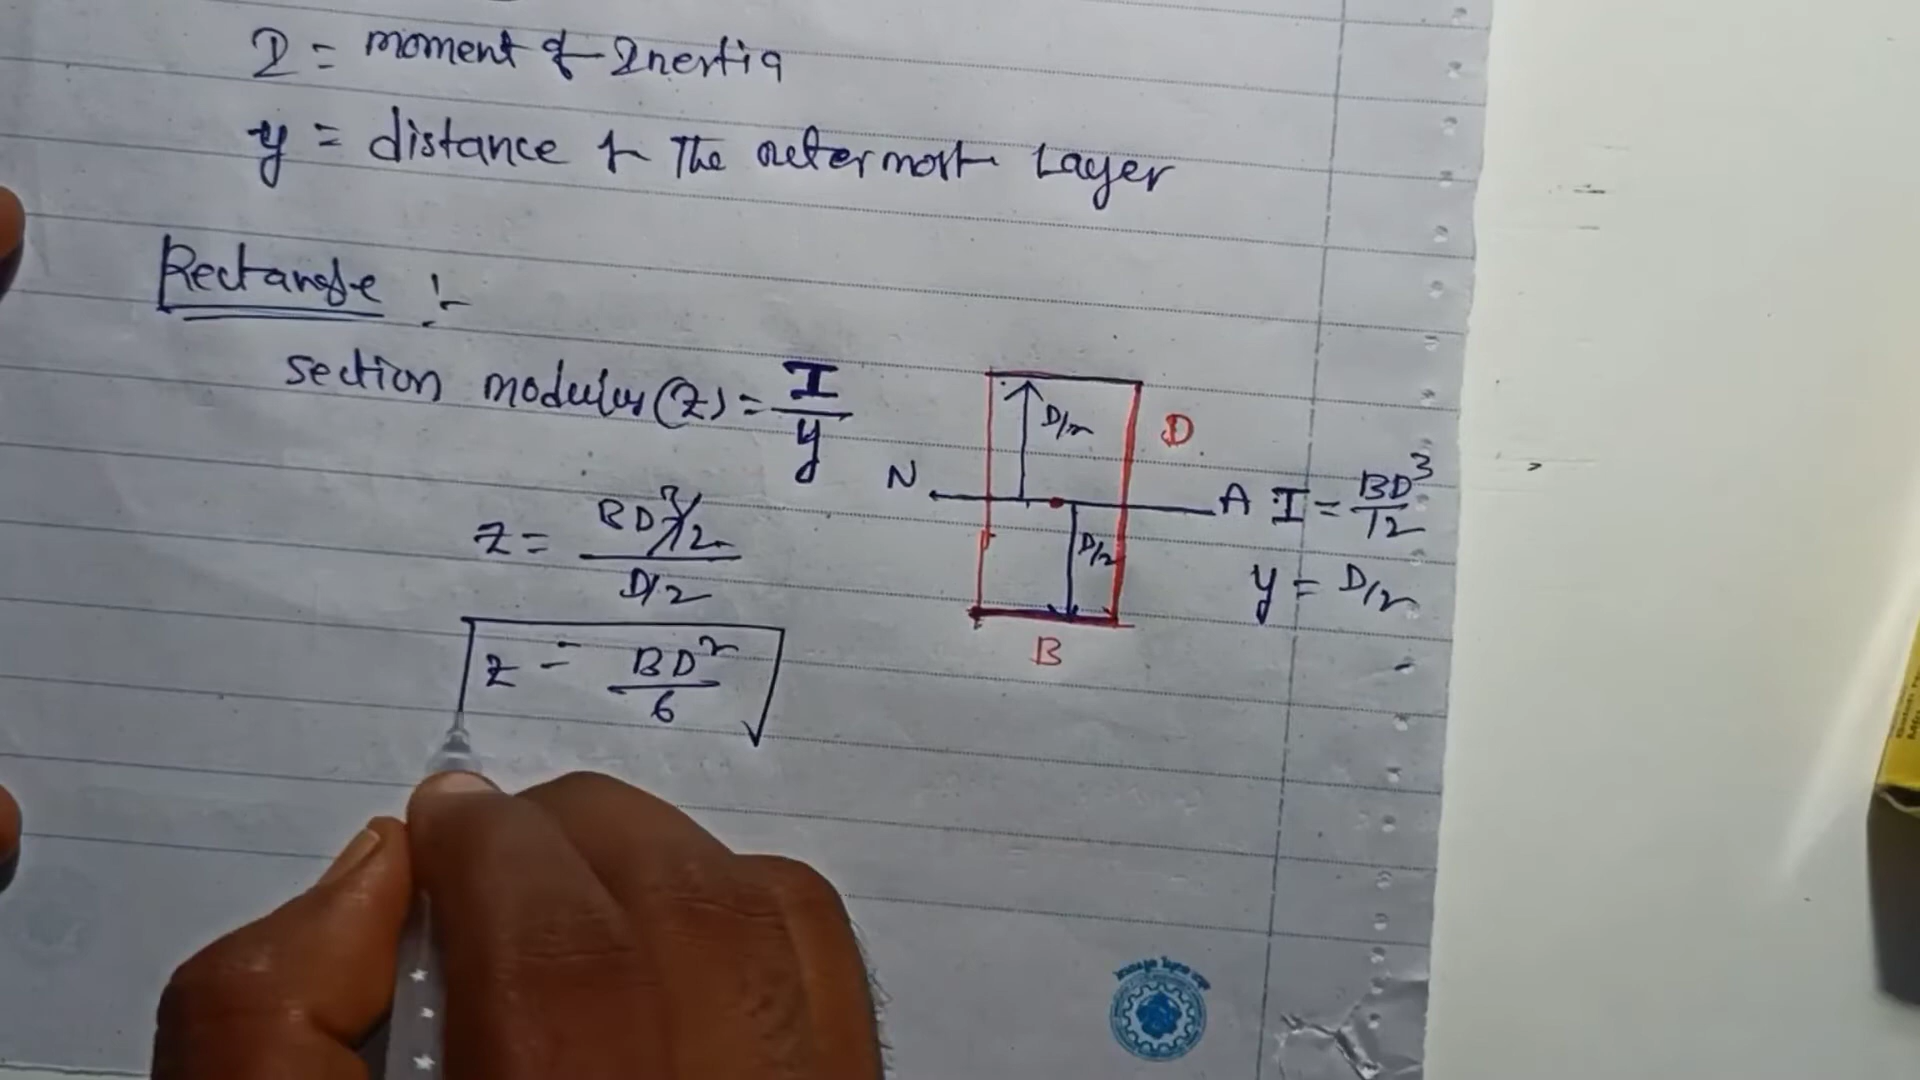 I = moment of Inertia
y = distance of The outermost Layer
Rectangle :-
section modulus (Z) = I/y
Z = BD³/12 / D/2
Z = BD²/6
D/2
D
N
A
I = BD³/12
D/2
y = D/2
B